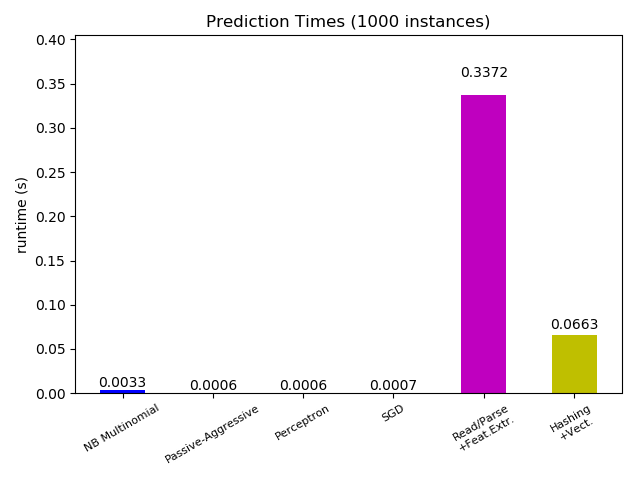 Prediction Times (1000 instances)
0.40
0.35
0.30
0.25
0.20
0.15
0.10
0.05
0.00
runtime (s)
0.0033
0.0006
0.0006
0.0007
0.3372
0.0663
NB Multinomial
Passive-Aggressive
Perceptron
SGD
Read/Parse
+Feat.Extr.
Hashing
+Vect.